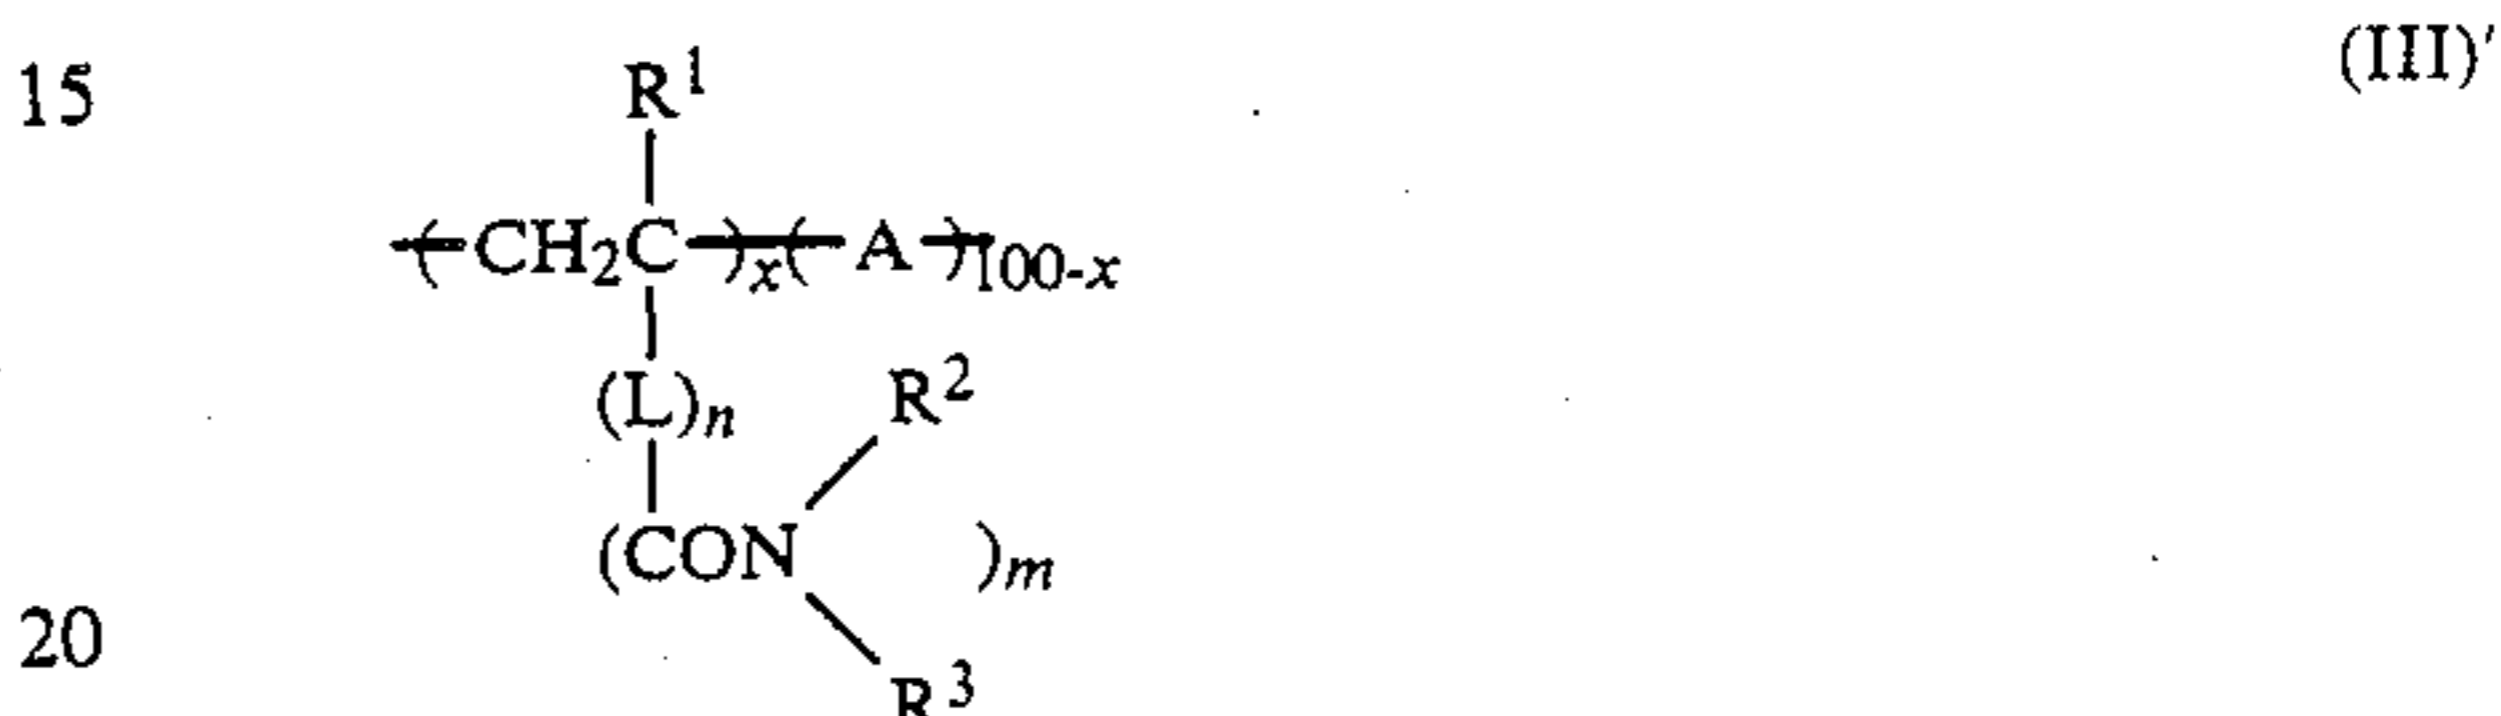 15 R¹ (III)'
(CH₂C)x(A)100-x
(L)n R²
(CON )m
20
R³